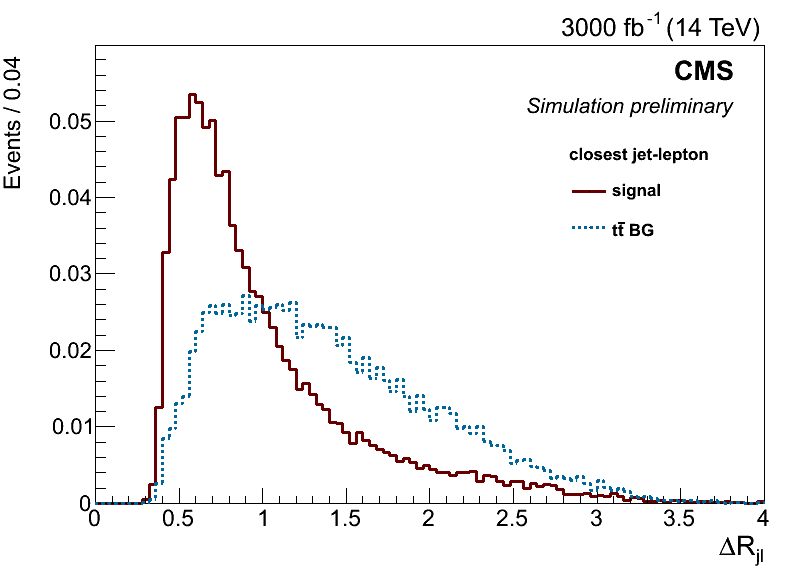 3000 fb⁻¹ (14 TeV)
CMS
Simulation preliminary
closest jet-lepton
signal
tt̄ BG
Events / 0.04
0.05
0.04
0.03
0.02
0.01
0
0 0.5 1 1.5 2 2.5 3 3.5 4
ΔRjl